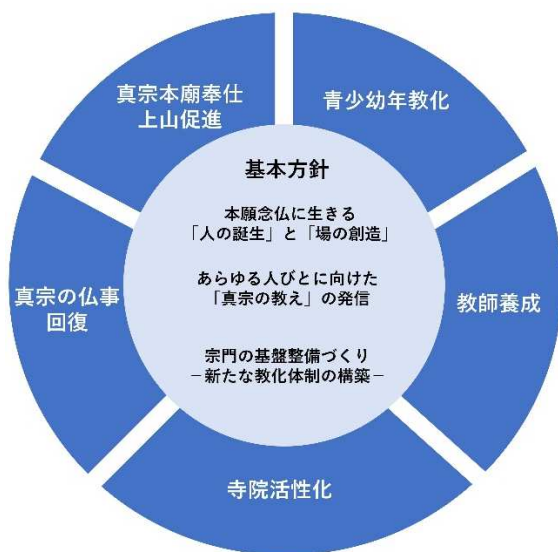 真宗本廟奉仕
上山促進
青少幼年教化
基本方針
本願念仏に生きる
「人の誕生」と「場の創造」
あらゆる人びとに向けた
「真宗の教え」の発信
宗門の基盤整備づくり
－新たな教化体制の構築－
真宗の仏事
回復
教師養成
寺院活性化